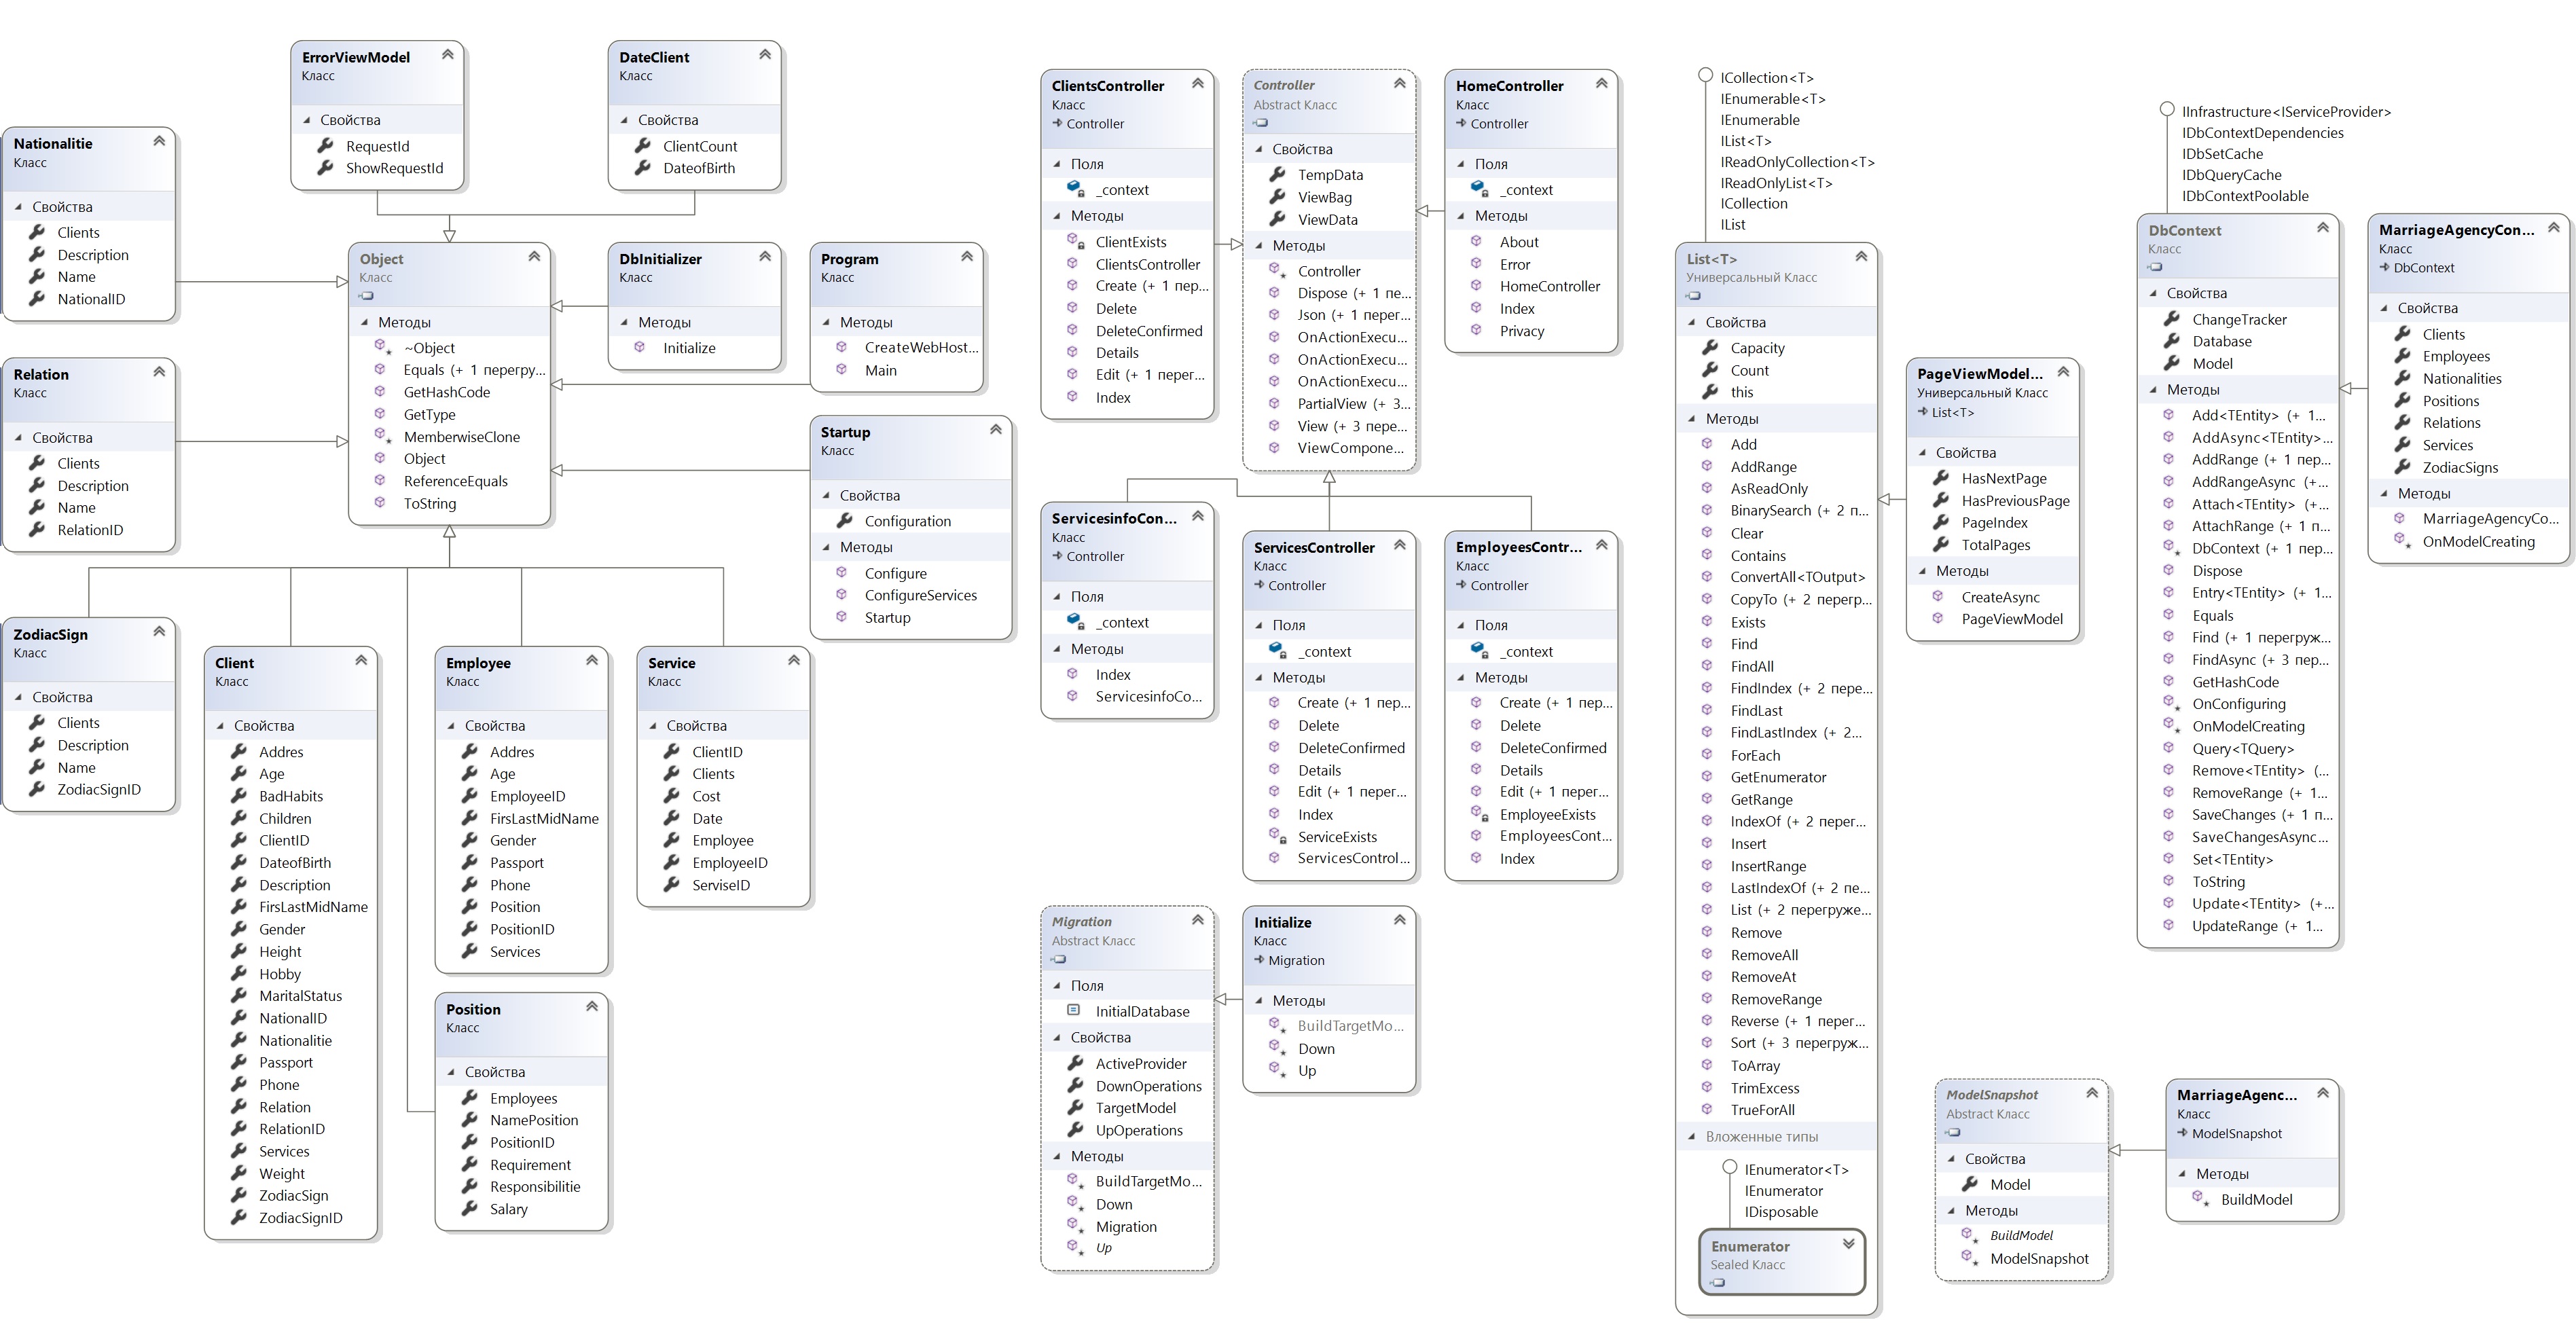 ErrorViewModel
Класс
Свойства
RequestId
ShowRequestId
DateClient
Класс
Свойства
ClientCount
DateofBirth
Nationalitie
Класс
Свойства
Clients
Description
Name
NationalID
Relation
Класс
Свойства
Clients
Description
Name
RelationID
Object
Класс
Методы
~Object
Equals (+ 1 перегру...
GetHashCode
GetType
MemberwiseClone
Object
ReferenceEquals
ToString
DbInitializer
Класс
Методы
Initialize
Program
Класс
Методы
CreateWebHost...
Main
Startup
Класс
Свойства
Configuration
Методы
Configure
ConfigureServices
Startup
ZodiacSign
Класс
Свойства
Clients
Description
Name
ZodiacSignID
Client
Класс
Свойства
Addres
Age
BadHabits
Children
ClientID
DateofBirth
Description
FirsLastMidName
Gender
Height
Hobby
MaritalStatus
NationalID
Nationalitie
Passport
Phone
Relation
RelationID
Services
Weight
ZodiacSign
ZodiacSignID
Employee
Класс
Свойства
Addres
Age
EmployeeID
FirsLastMidName
Gender
Passport
Phone
Position
PositionID
Services
Position
Класс
Свойства
Employees
NamePosition
PositionID
Requirement
Responsibilitie
Salary
Service
Класс
Свойства
ClientID
Clients
Cost
Date
Employee
EmployeeID
ServiseID
ClientsController
Класс
Controller
Поля
_context
Методы
ClientExists
ClientsController
Create (+ 1 пер...
Delete
DeleteConfirmed
Details
Edit (+ 1 перег...
Index
Controller
Abstract Класс
Свойства
TempData
ViewBag
ViewData
Методы
Controller
Dispose (+ 1 пе...
Json (+ 1 перег...
OnActionExecu...
OnActionExecu...
OnActionExecu...
PartialView (+ 3...
View (+ 3 пере...
ViewCompone...
HomeController
Класс
Controller
Поля
_context
Методы
About
Error
HomeController
Index
Privacy
ServicesinfoCon...
Класс
Controller
Поля
_context
Методы
Index
ServicesinfoCo...
ServicesController
Класс
Controller
Поля
_context
Методы
Create (+ 1 пер...
Delete
DeleteConfirmed
Details
Edit (+ 1 перег...
Index
ServiceExists
ServicesControl...
EmployeesContr...
Класс
Controller
Поля
_context
Методы
Create (+ 1 пер...
Delete
DeleteConfirmed
Details
Edit (+ 1 перег...
EmployeeExists
EmployeesCont...
Index
Migration
Abstract Класс
Поля
InitialDatabase
Свойства
ActiveProvider
DownOperations
TargetModel
UpOperations
Методы
BuildTargetMo...
Down
Migration
Up
Initialize
Класс
Migration
Методы
BuildTargetMo...
Down
Up
ICollection<T>
IEnumerable<T>
IEnumerable
IList<T>
IReadOnlyCollection<T>
IReadOnlyList<T>
ICollection
IList
List<T>
Универсальный Класс
Свойства
Capacity
Count
this
Методы
Add
AddRange
AsReadOnly
BinarySearch (+ 2 п...
Clear
Contains
ConvertAll<TOutput>
CopyTo (+ 2 перегр...
Exists
Find
FindAll
FindIndex (+ 2 пере...
FindLast
FindLastIndex (+ 2...
ForEach
GetEnumerator
GetRange
IndexOf (+ 2 перег...
Insert
InsertRange
LastIndexOf (+ 2 пе...
List (+ 2 перегруже...
Remove
RemoveAll
RemoveAt
RemoveRange
Reverse (+ 1 перег...
Sort (+ 3 перегруж...
ToArray
TrimExcess
TrueForAll
Вложенные типы
IEnumerator<T>
IEnumerator
IDisposable
Enumerator
Sealed Класс
PageViewModel...
Универсальный Класс
List<T>
Свойства
HasNextPage
HasPreviousPage
PageIndex
TotalPages
Методы
CreateAsync
PageViewModel
IInfrastructure<IServiceProvider>
IDbContextDependencies
IDbSetCache
IDbQueryCache
IDbContextPoolable
DbContext
Класс
Свойства
ChangeTracker
Database
Model
Методы
Add<TEntity> (+ 1...
AddAsync<TEntity>...
AddRange (+ 1 пер...
AddRangeAsync (+...
Attach<TEntity> (+...
AttachRange (+ 1 п...
DbContext (+ 1 пер...
Dispose
Entry<TEntity> (+ 1...
Equals
Find (+ 1 перегруж...
FindAsync (+ 3 пер...
GetHashCode
OnConfiguring
OnModelCreating
Query<TQuery>
Remove<TEntity> (...
RemoveRange (+ 1...
SaveChanges (+ 1 п...
SaveChangesAsync...
Set<TEntity>
ToString
Update<TEntity> (+...
UpdateRange (+ 1...
MarriageAgencyCon...
Класс
DbContext
Свойства
Clients
Employees
Nationalities
Positions
Relations
Services
ZodiacSigns
Методы
MarriageAgencyCo...
OnModelCreating
ModelSnapshot
Abstract Класс
Свойства
Model
Методы
BuildModel
ModelSnapshot
MarriageAgenc...
Класс
ModelSnapshot
Методы
BuildModel